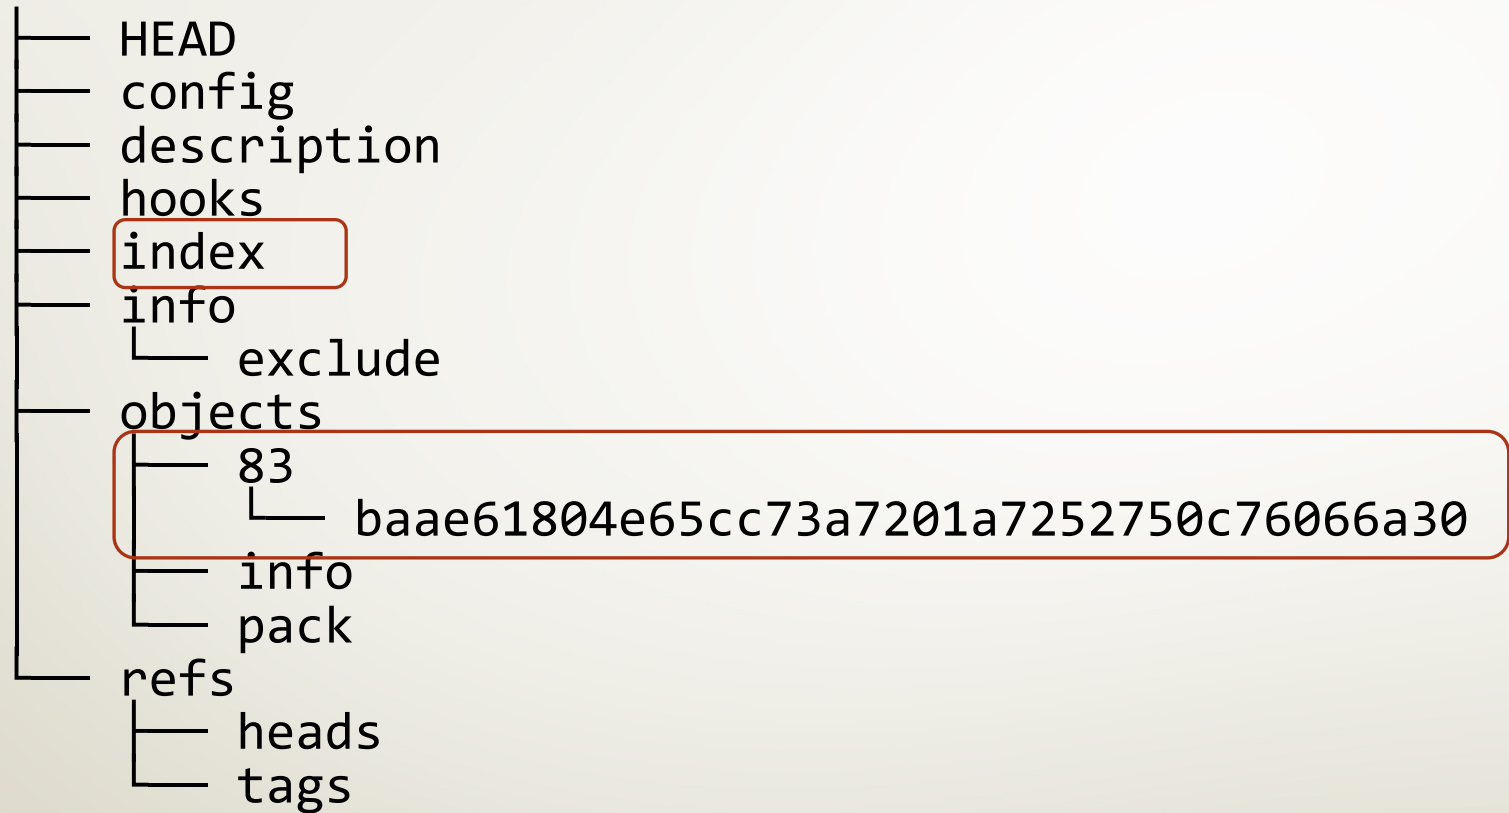 ├── HEAD
├── config
├── description
├── hooks
├── index
├── info
│   └── exclude
├── objects
│   ├── 83
│   │   └── baae61804e65cc73a7201a7252750c76066a30
│   ├── info
│   └── pack
└── refs
    ├── heads
    └── tags